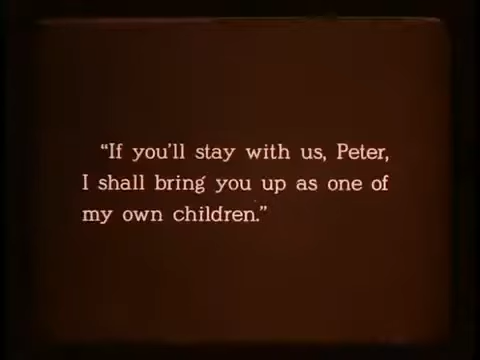 “If you’ll stay with us, Peter,
I shall bring you up as one of
my own children.”